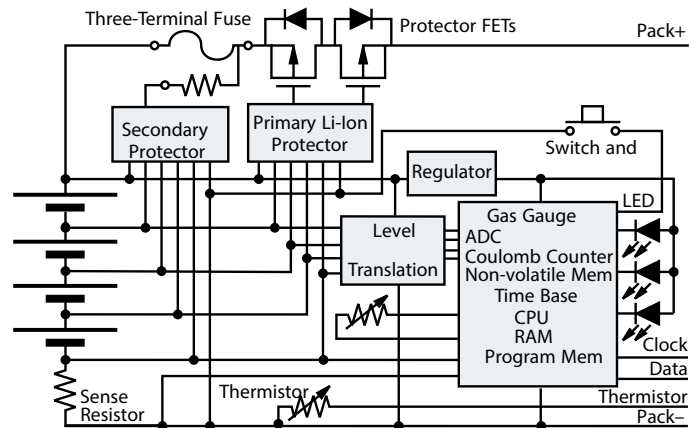 Three-Terminal Fuse
Protector FETs
Pack+
Secondary
Protector
Primary Li-Ion
Protector
Switch and
Regulator
LED
Level
Translation
Gas Gauge
ADC
Coulomb Counter
Non-volatile Mem
Time Base
CPU
RAM
Program Mem
Clock
Data
Sense
Resistor
Thermistor
Thermistor
Pack–